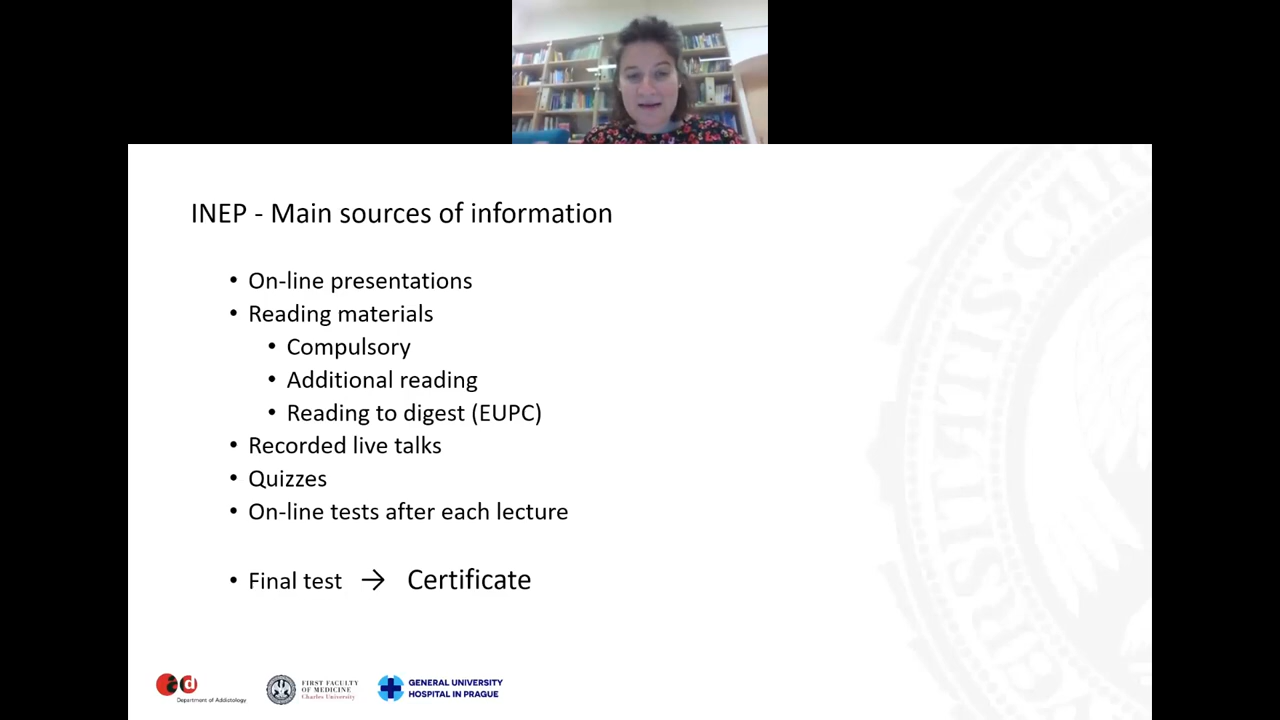 INEP - Main sources of information
• On-line presentations
• Reading materials
• Compulsory
• Additional reading
• Reading to digest (EUPC)
• Recorded live talks
• Quizzes
• On-line tests after each lecture
• Final test → Certificate
ad
Department of Addictology
FIRST FACULTY
OF MEDICINE
Charles University
GENERAL UNIVERSITY
HOSPITAL IN PRAGUE